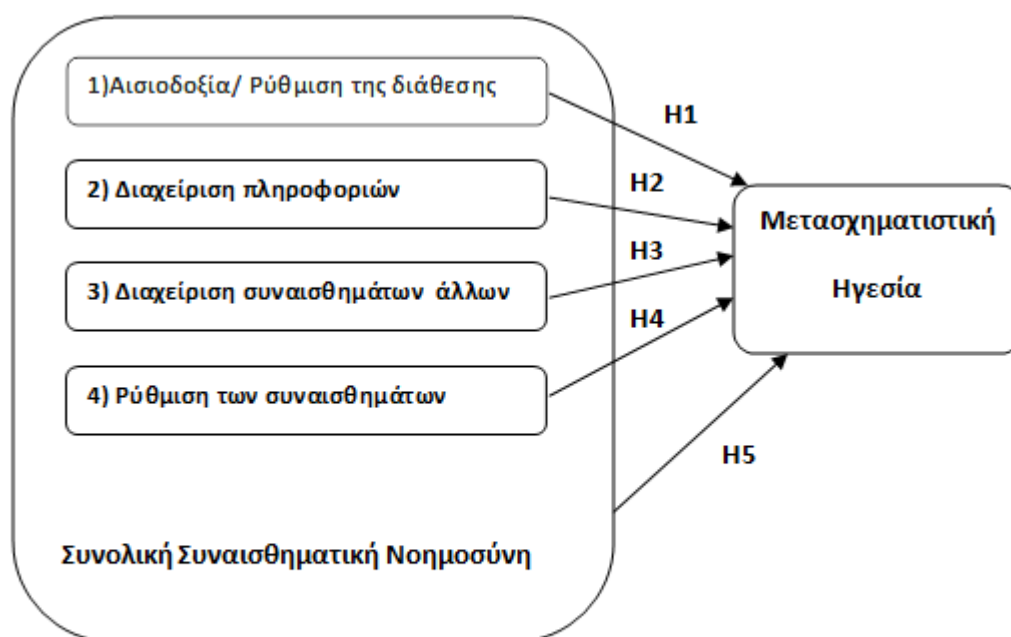 1)Αισιοδοξία/ Ρύθμιση της διάθεσης
H1
2) Διαχείριση πληροφοριών
H2
Μετασχηματιστική
Ηγεσία
3) Διαχείριση συναισθημάτων άλλων
H3
H4
4) Ρύθμιση των συναισθημάτων
H5
Συνολική Συναισθηματική Νοημοσύνη